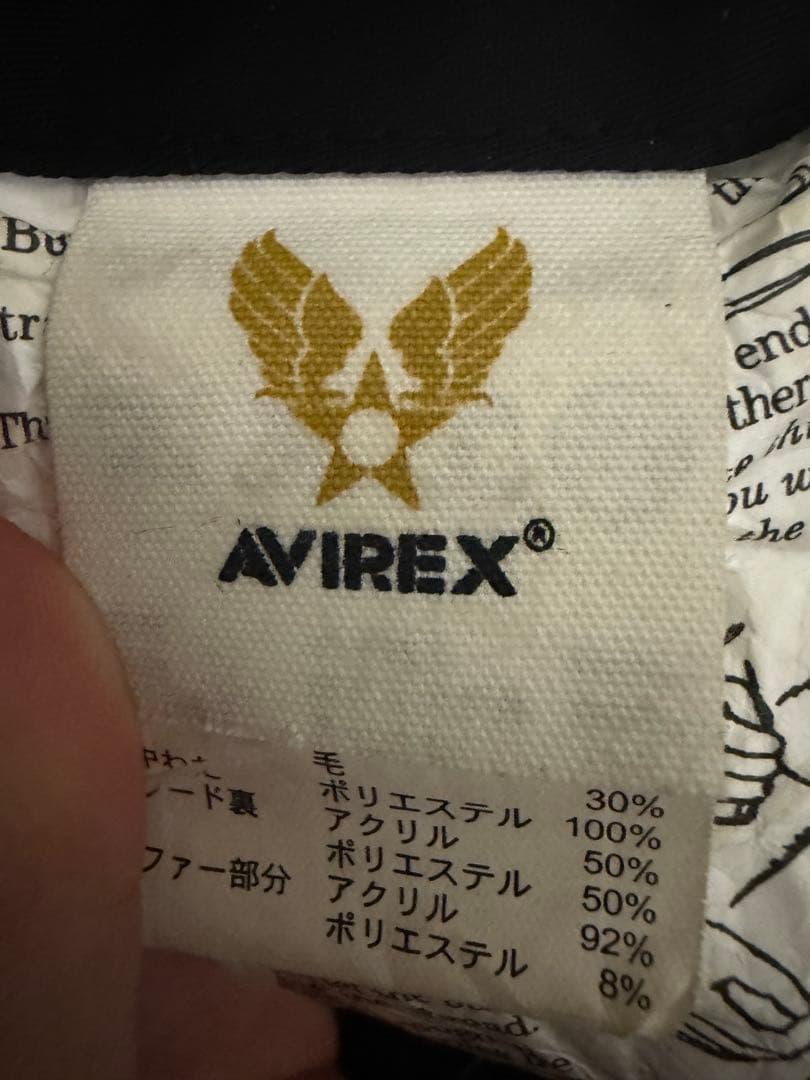 AVIREX®
毛 30%
中わた ポリエステル 100%
ード裏 アクリル 50%
ポリエステル 50%
ファー部分 アクリル 92%
ポリエステル 8%
end
the